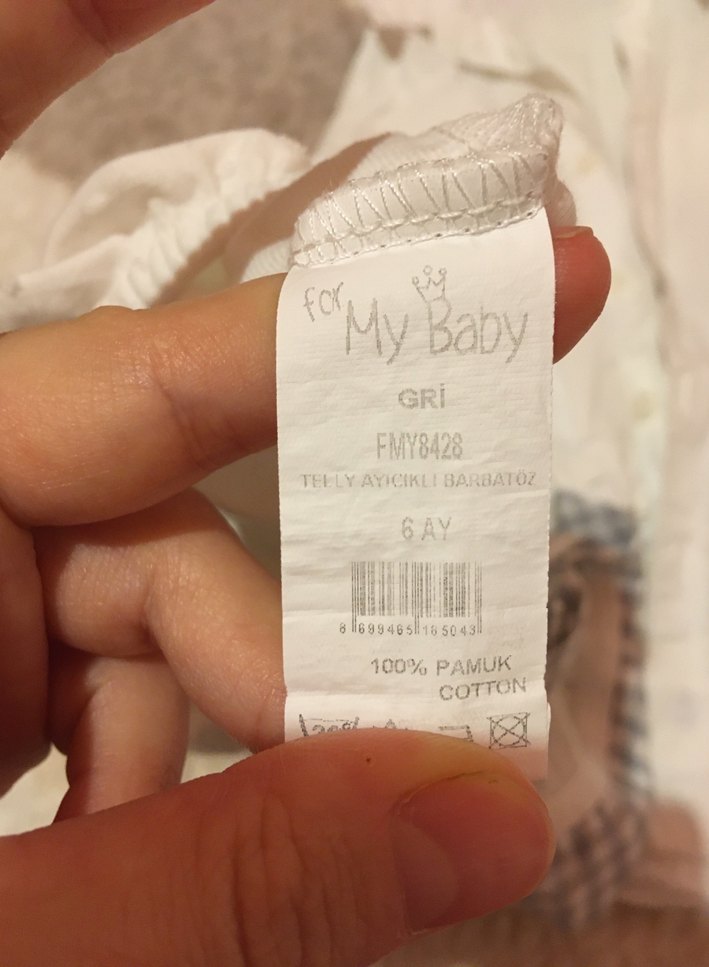 for My Baby
GRİ
FMY8428
TELLY AYICIKLI BARBATÖZ
6 AY
8 699465 185043
100% PAMUK
COTTON